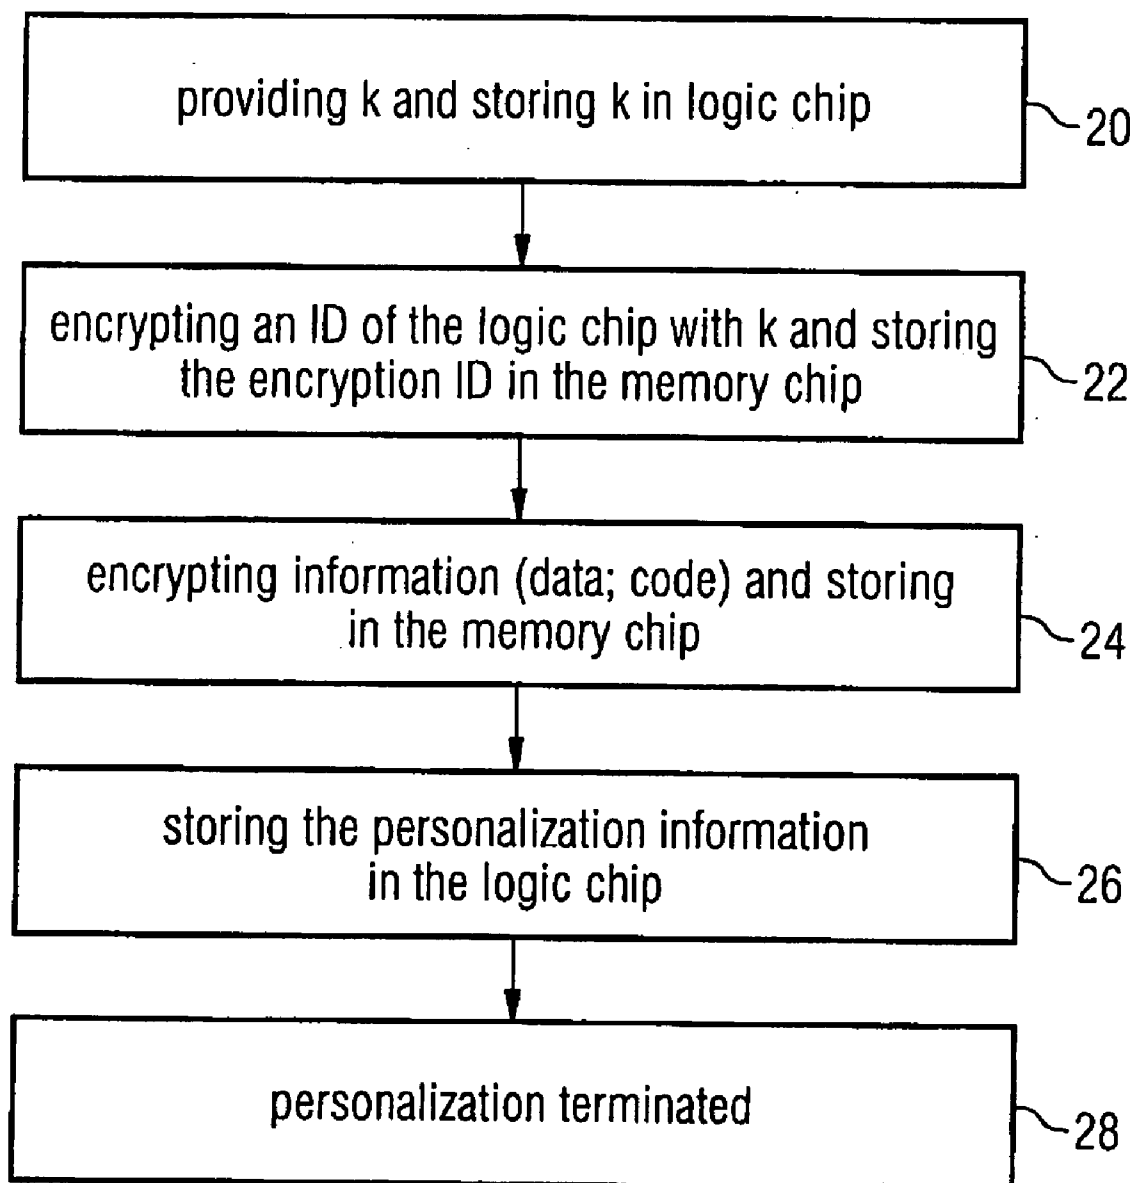 providing k and storing k in logic chip
20
encrypting an ID of the logic chip with k and storing
the encryption ID in the memory chip
22
encrypting information (data; code) and storing
in the memory chip
24
storing the personalization information
in the logic chip
26
personalization terminated
28